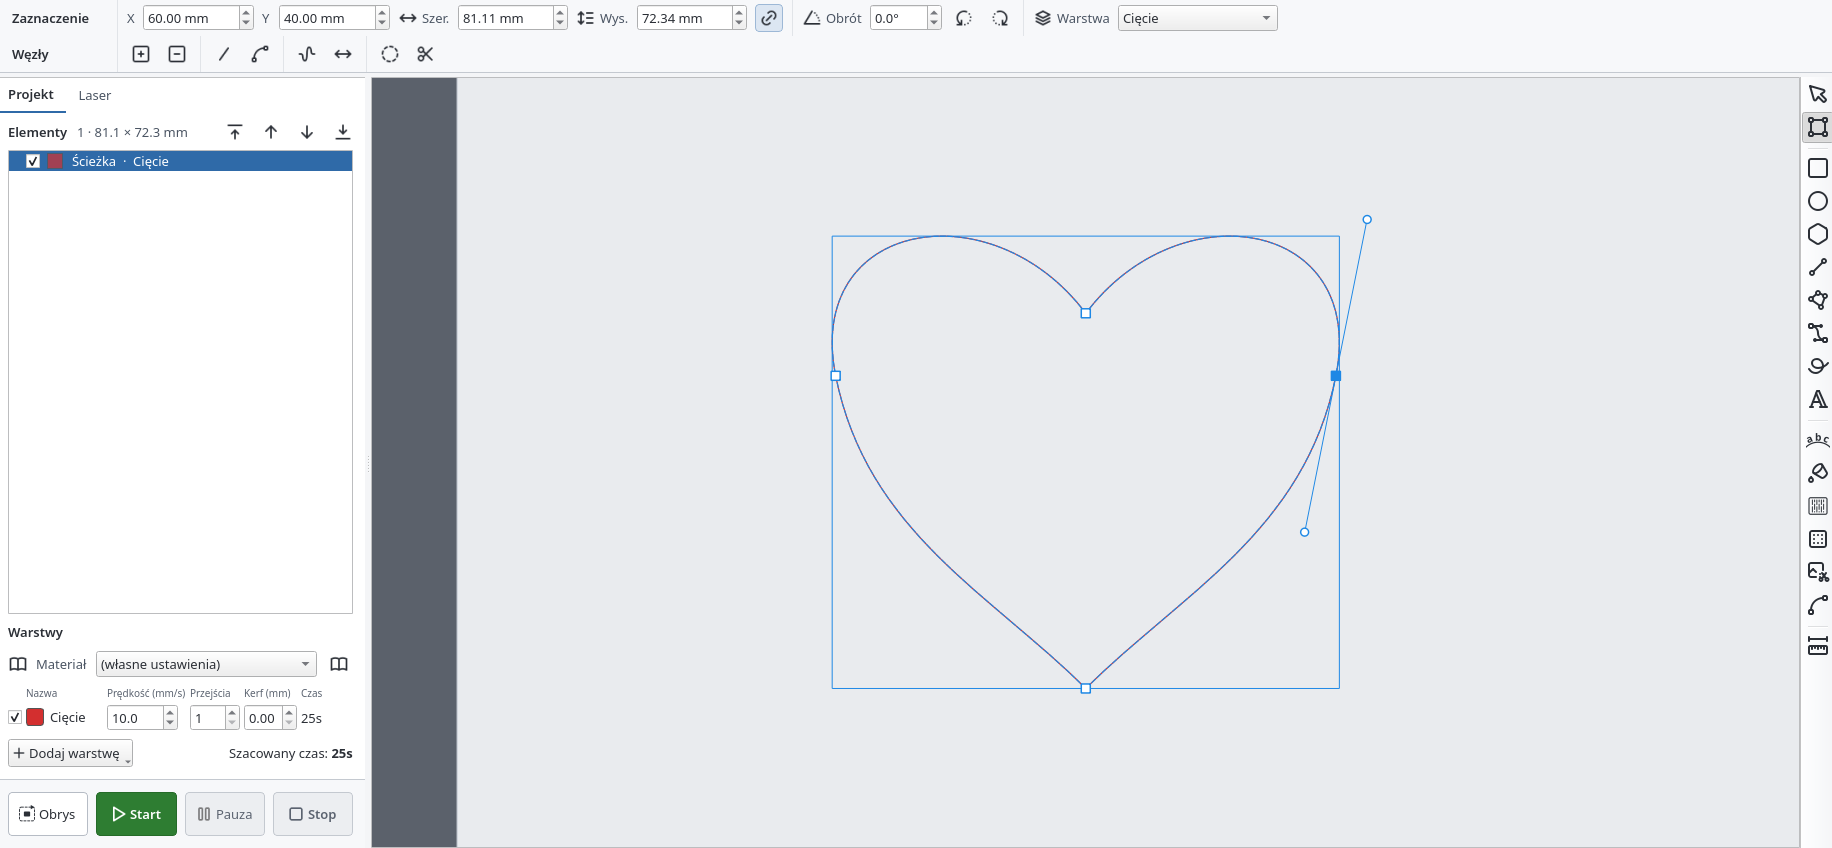 Zaznaczenie X 60.00 mm Y 40.00 mm Szer. 81.11 mm Wys. 72.34 mm Obrót 0.0° Warstwa Cięcie
Węzły
Projekt Laser
Elementy 1 · 81.1 × 72.3 mm
Ścieżka · Cięcie
abc
Warstwy
Materiał (własne ustawienia)
Nazwa Prędkość (mm/s) Przejścia Kerf (mm) Czas
Cięcie 10.0 1 0.00 25s
Dodaj warstwę Szacowany czas: 25s
Obrys Start Pauza Stop